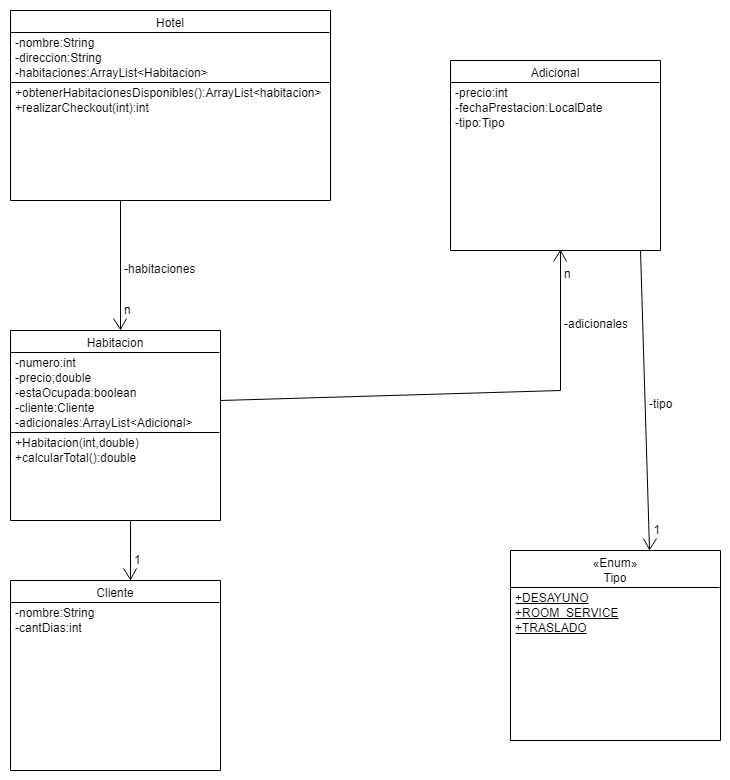 Hotel
-nombre:String
-direccion:String
-habitaciones:ArrayList<Habitacion>
+obtenerHabitacionesDisponibles():ArrayList<habitacion>
+realizarCheckout(int):int
Adicional
-precio:int
-fechaPrestacion:LocalDate
-tipo:Tipo
-habitaciones
n
n
-adicionales
Habitacion
-numero:int
-precio;double
-estaOcupada:boolean
-cliente:Cliente
-adicionales:ArrayList<Adicional>
+Habitacion(int,double)
+calcularTotal():double
-tipo
1
1
Cliente
-nombre:String
-cantDias:int
«Enum»
Tipo
+DESAYUNO
+ROOM_SERVICE
+TRASLADO